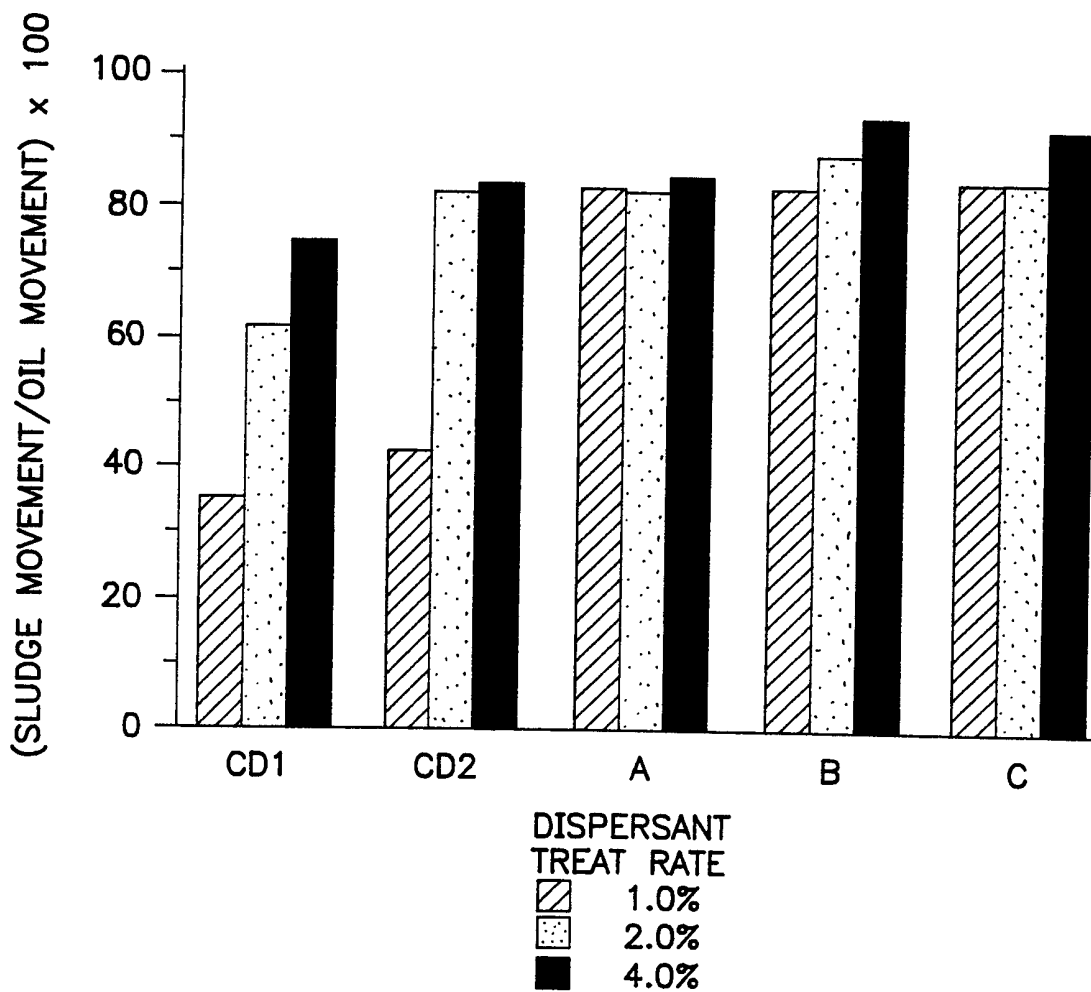 (SLUDGE MOVEMENT/OIL MOVEMENT) x 100
100
80
60
40
20
0
CD1 CD2 A B C
DISPERSANT
TREAT RATE
1.0%
2.0%
4.0%